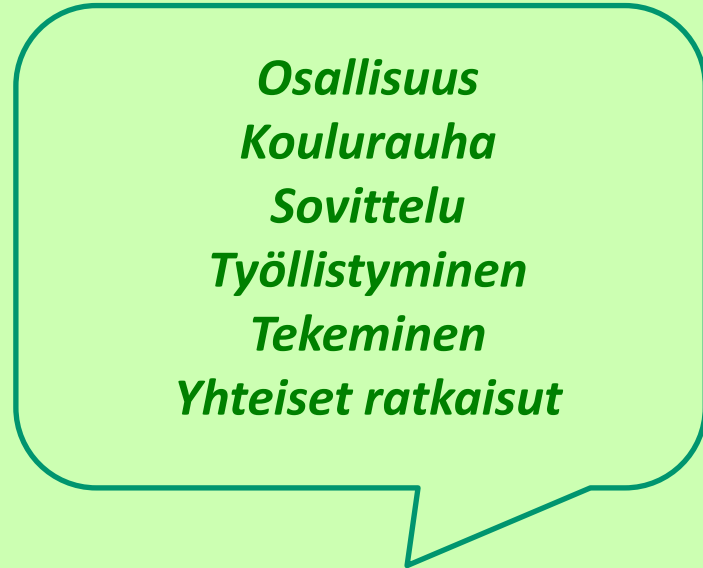 Osallisuus
Koulurauha
Sovittelu
Työllistyminen
Tekeminen
Yhteiset ratkaisut